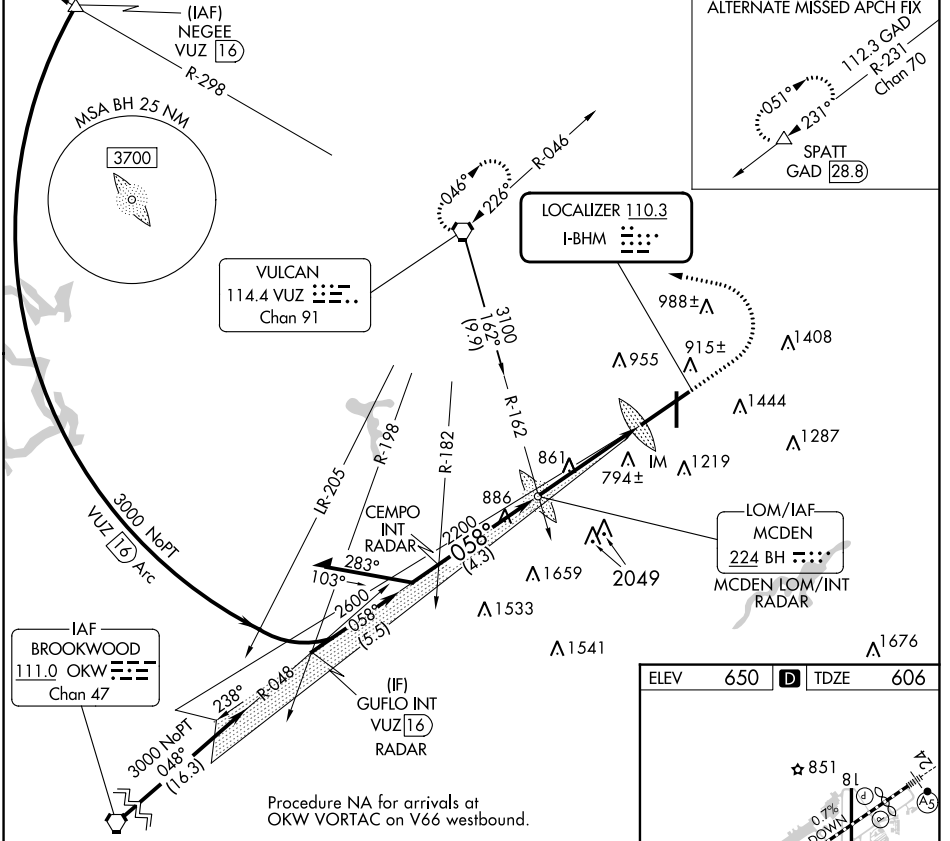 (IAF)
NEGEE
VUZ 16
R-298
MSA BH 25 NM
3700
ALTERNATE MISSED APCH FIX
112.3 GAD
R-231
Chan 70
051°
231°
SPATT
GAD 28.8
R-046
046°
226°
LOCALIZER 110.3
I-BHM
VULCAN
114.4 VUZ
Chan 91
3100
162°
(9.9)
R-162
988±
915±
955
1408
1444
1287
1219
IM
794±
861
886
LR-205
R-198
R-182
3000 NoPT
VUZ 16 Arc
CEMPO
INT
RADAR
283°
103°
2200
058°
(4.3)
2600
058°
(5.5)
LOM/IAF
MCDEN
224 BH
MCDEN LOM/INT
RADAR
2049
1659
1533
1541
1676
IAF
BROOKWOOD
111.0 OKW
Chan 47
238°
R-048
3000 NoPT
048°
(16.3)
(IF)
GUFLO INT
VUZ 16
RADAR
Procedure NA for arrivals at
OKW VORTAC on V66 westbound.
ELEV 650 D TDZE 606
851
18
24
0.7%
DOWN
P
P
A5